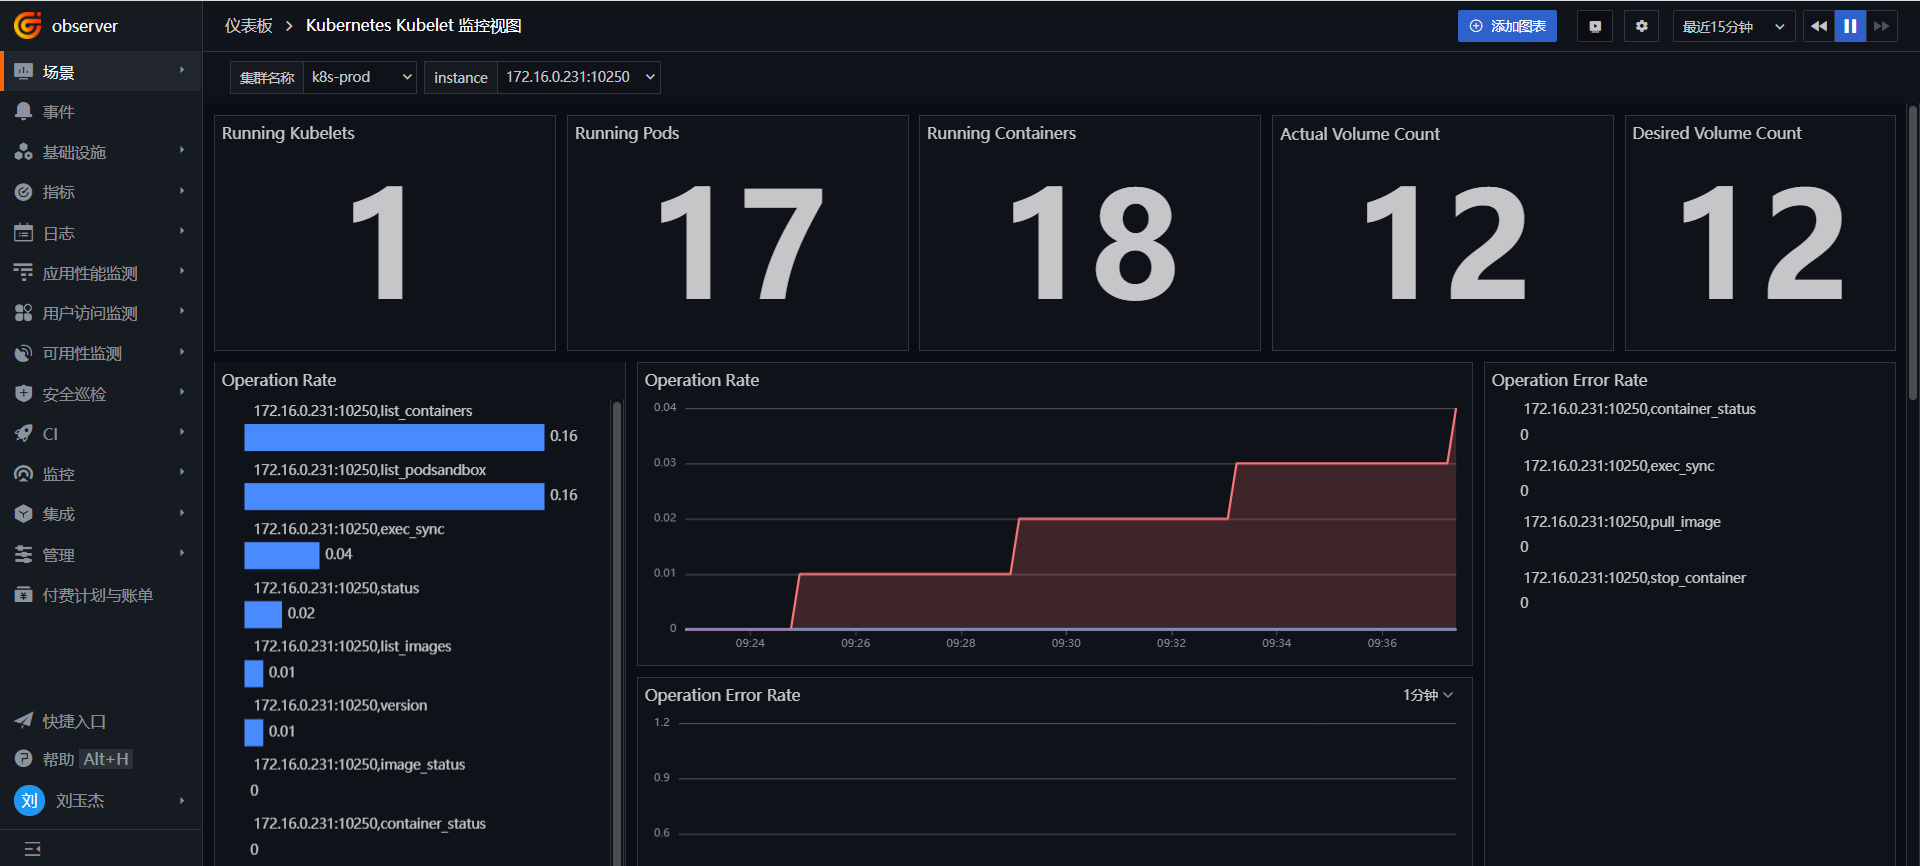 observer
仪表板 > Kubernetes Kubelet 监控视图
添加图表
最近15分钟
场景
事件
基础设施
指标
日志
应用性能监测
用户访问监测
可用性监测
安全巡检
CI
监控
集成
管理
付费计划与账单
快捷入口
帮助 Alt+H
刘 刘玉杰
集群名称 k8s-prod
instance 172.16.0.231:10250
Running Kubelets
1
Running Pods
17
Running Containers
18
Actual Volume Count
12
Desired Volume Count
12
Operation Rate
172.16.0.231:10250,list_containers
0.16
172.16.0.231:10250,list_podsandbox
0.16
172.16.0.231:10250,exec_sync
0.04
172.16.0.231:10250,status
0.02
172.16.0.231:10250,list_images
0.01
172.16.0.231:10250,version
0.01
172.16.0.231:10250,image_status
0
172.16.0.231:10250,container_status
0
Operation Rate
0.04
0.03
0.02
0.01
0
09:24 09:26 09:28 09:30 09:32 09:34 09:36
Operation Error Rate
1分钟
1.2
0.9
0.6
Operation Error Rate
172.16.0.231:10250,container_status
0
172.16.0.231:10250,exec_sync
0
172.16.0.231:10250,pull_image
0
172.16.0.231:10250,stop_container
0